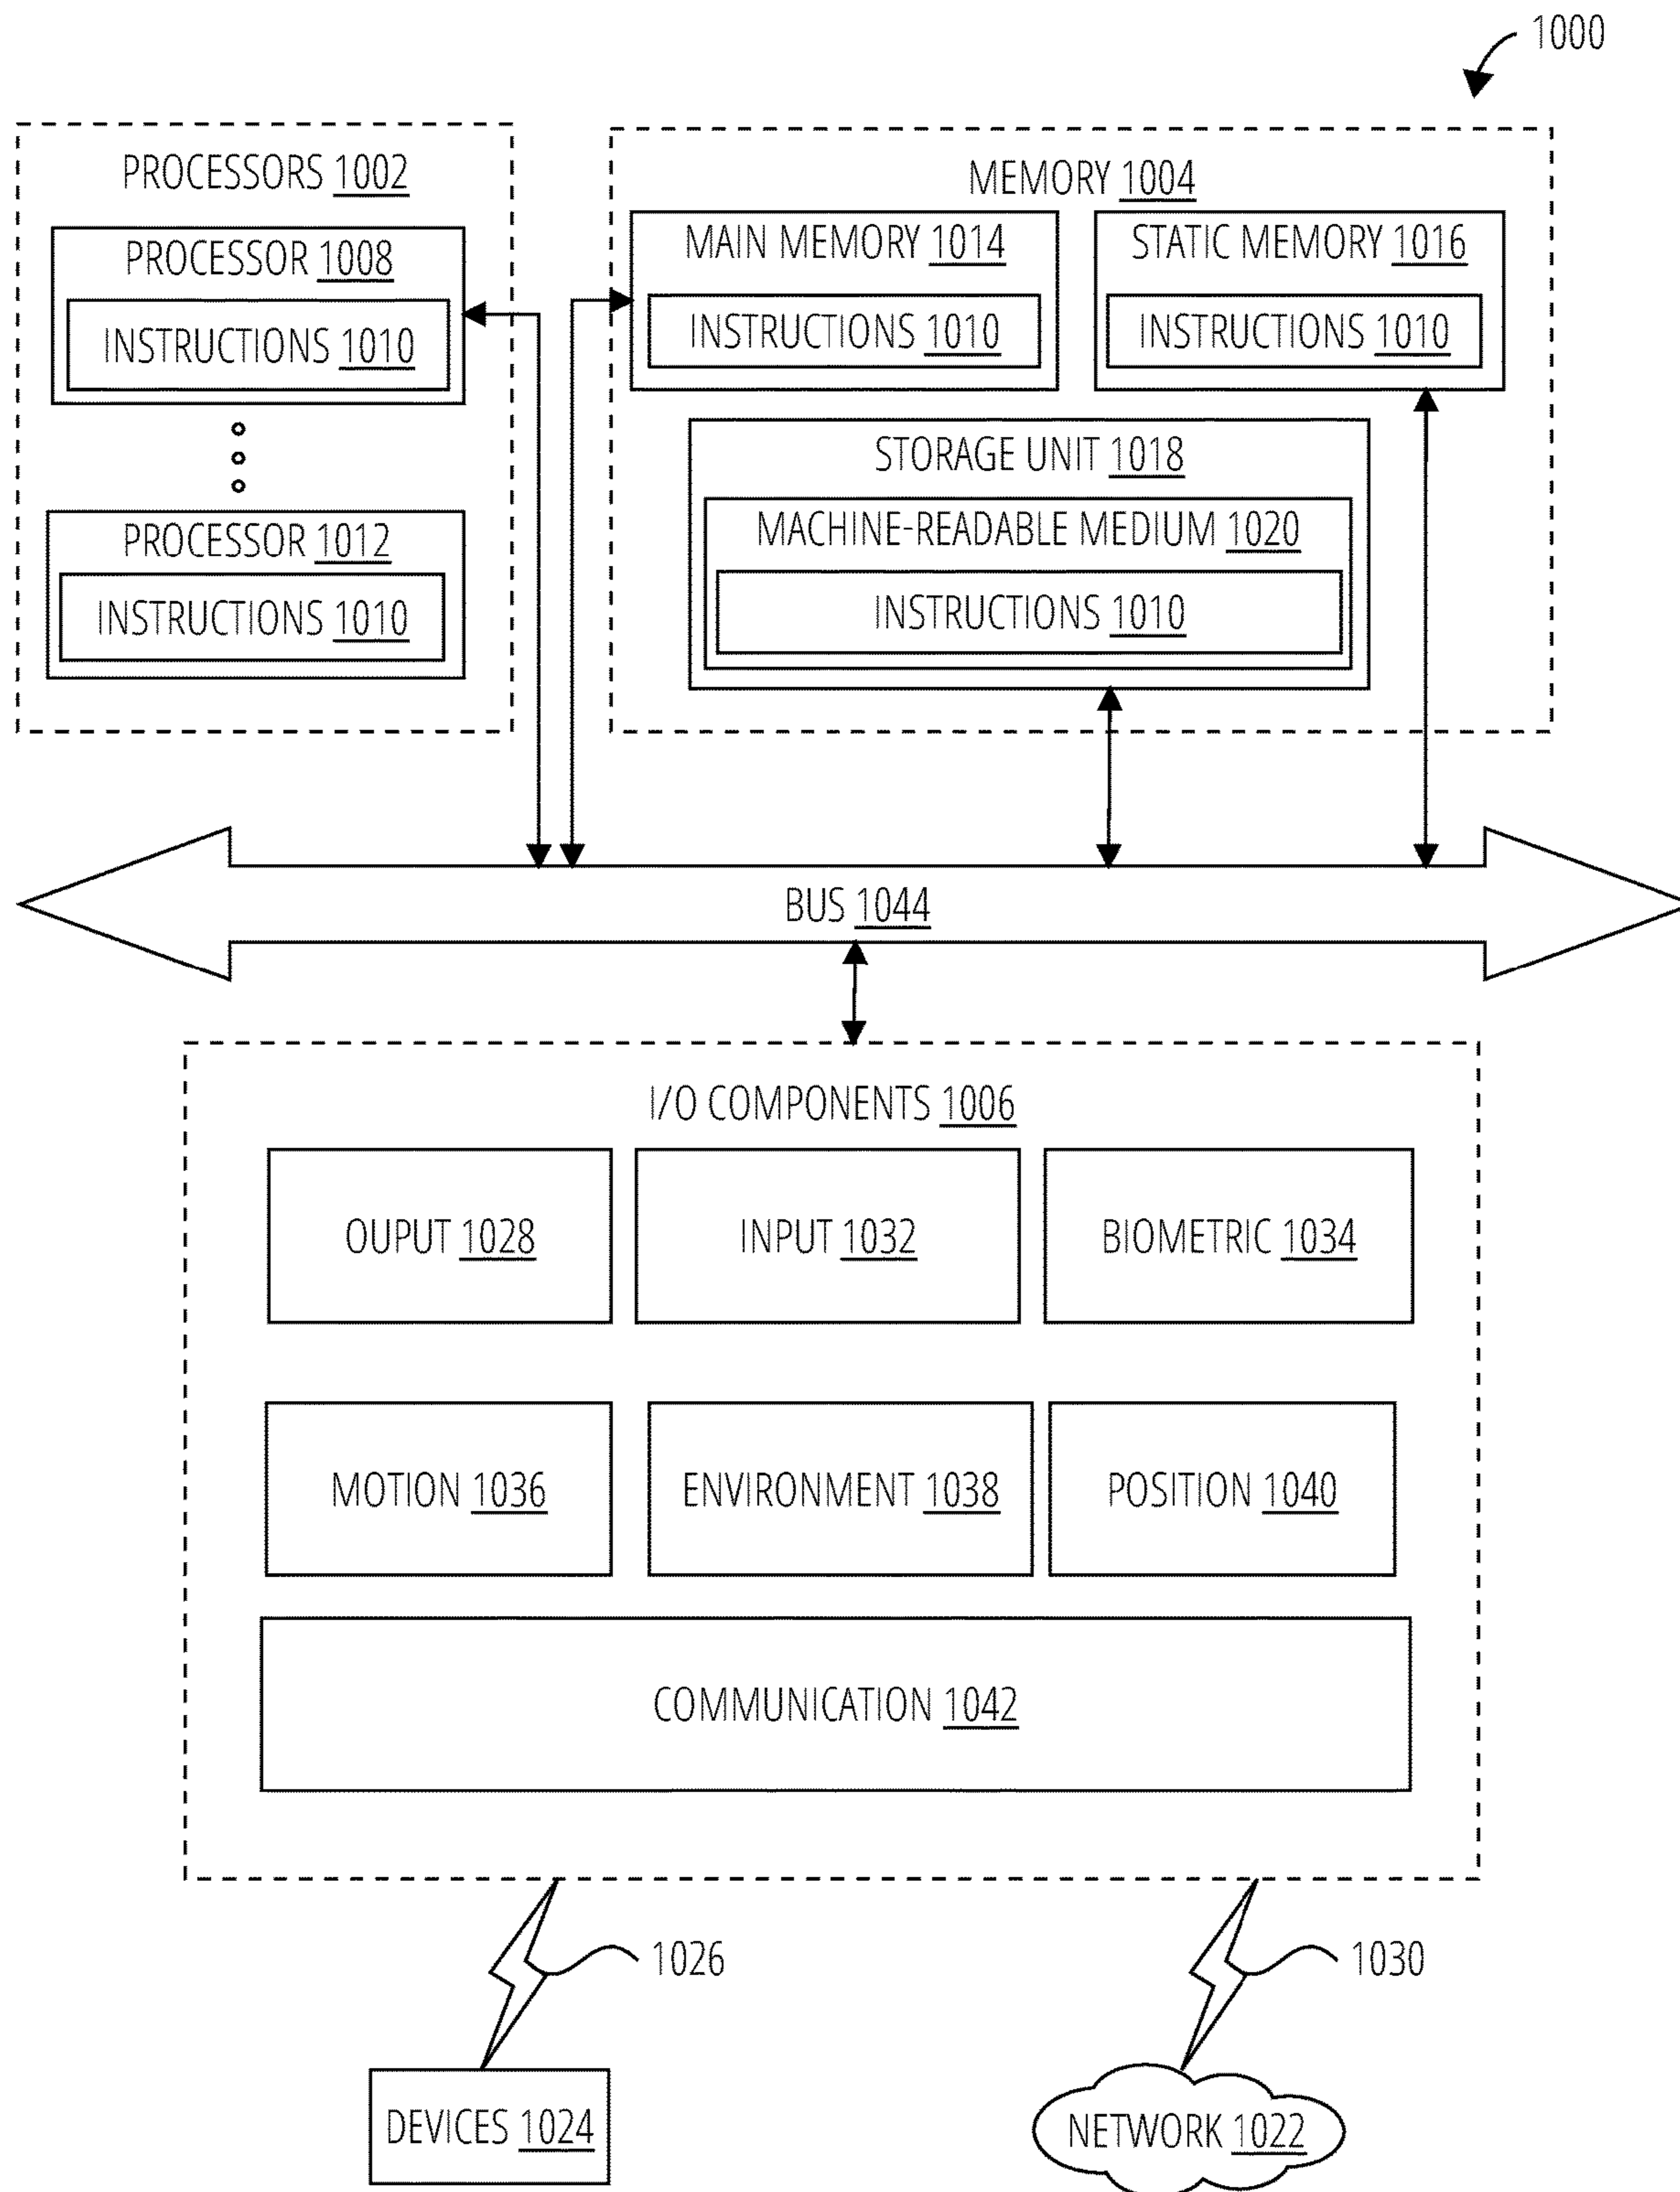 1000
PROCESSORS 1002
PROCESSOR 1008
INSTRUCTIONS 1010
PROCESSOR 1012
INSTRUCTIONS 1010
MEMORY 1004
MAIN MEMORY 1014
INSTRUCTIONS 1010
STATIC MEMORY 1016
INSTRUCTIONS 1010
STORAGE UNIT 1018
MACHINE-READABLE MEDIUM 1020
INSTRUCTIONS 1010
BUS 1044
I/O COMPONENTS 1006
OUPUT 1028
INPUT 1032
BIOMETRIC 1034
MOTION 1036
ENVIRONMENT 1038
POSITION 1040
COMMUNICATION 1042
1026
1030
DEVICES 1024
NETWORK 1022